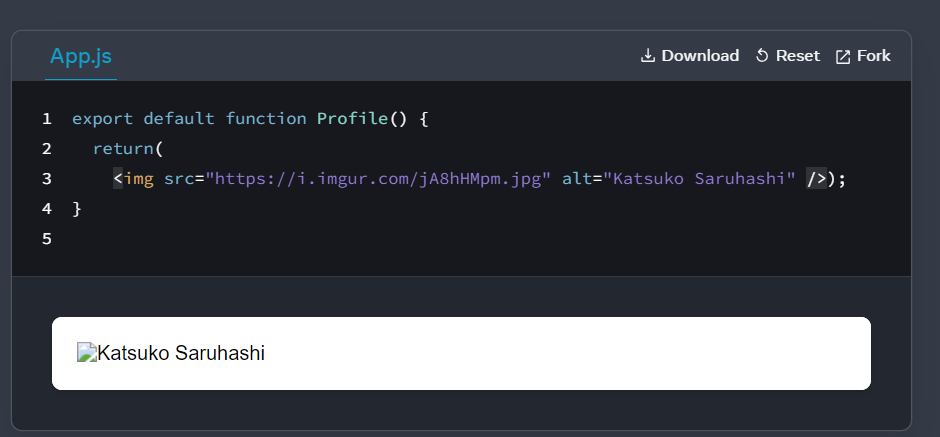 App.js
Download Reset Fork
1 export default function Profile() {
2 return(
3 <img src="https://i.imgur.com/jA8hHMpm.jpg" alt="Katsuko Saruhashi" />);
4 }
5
Katsuko Saruhashi